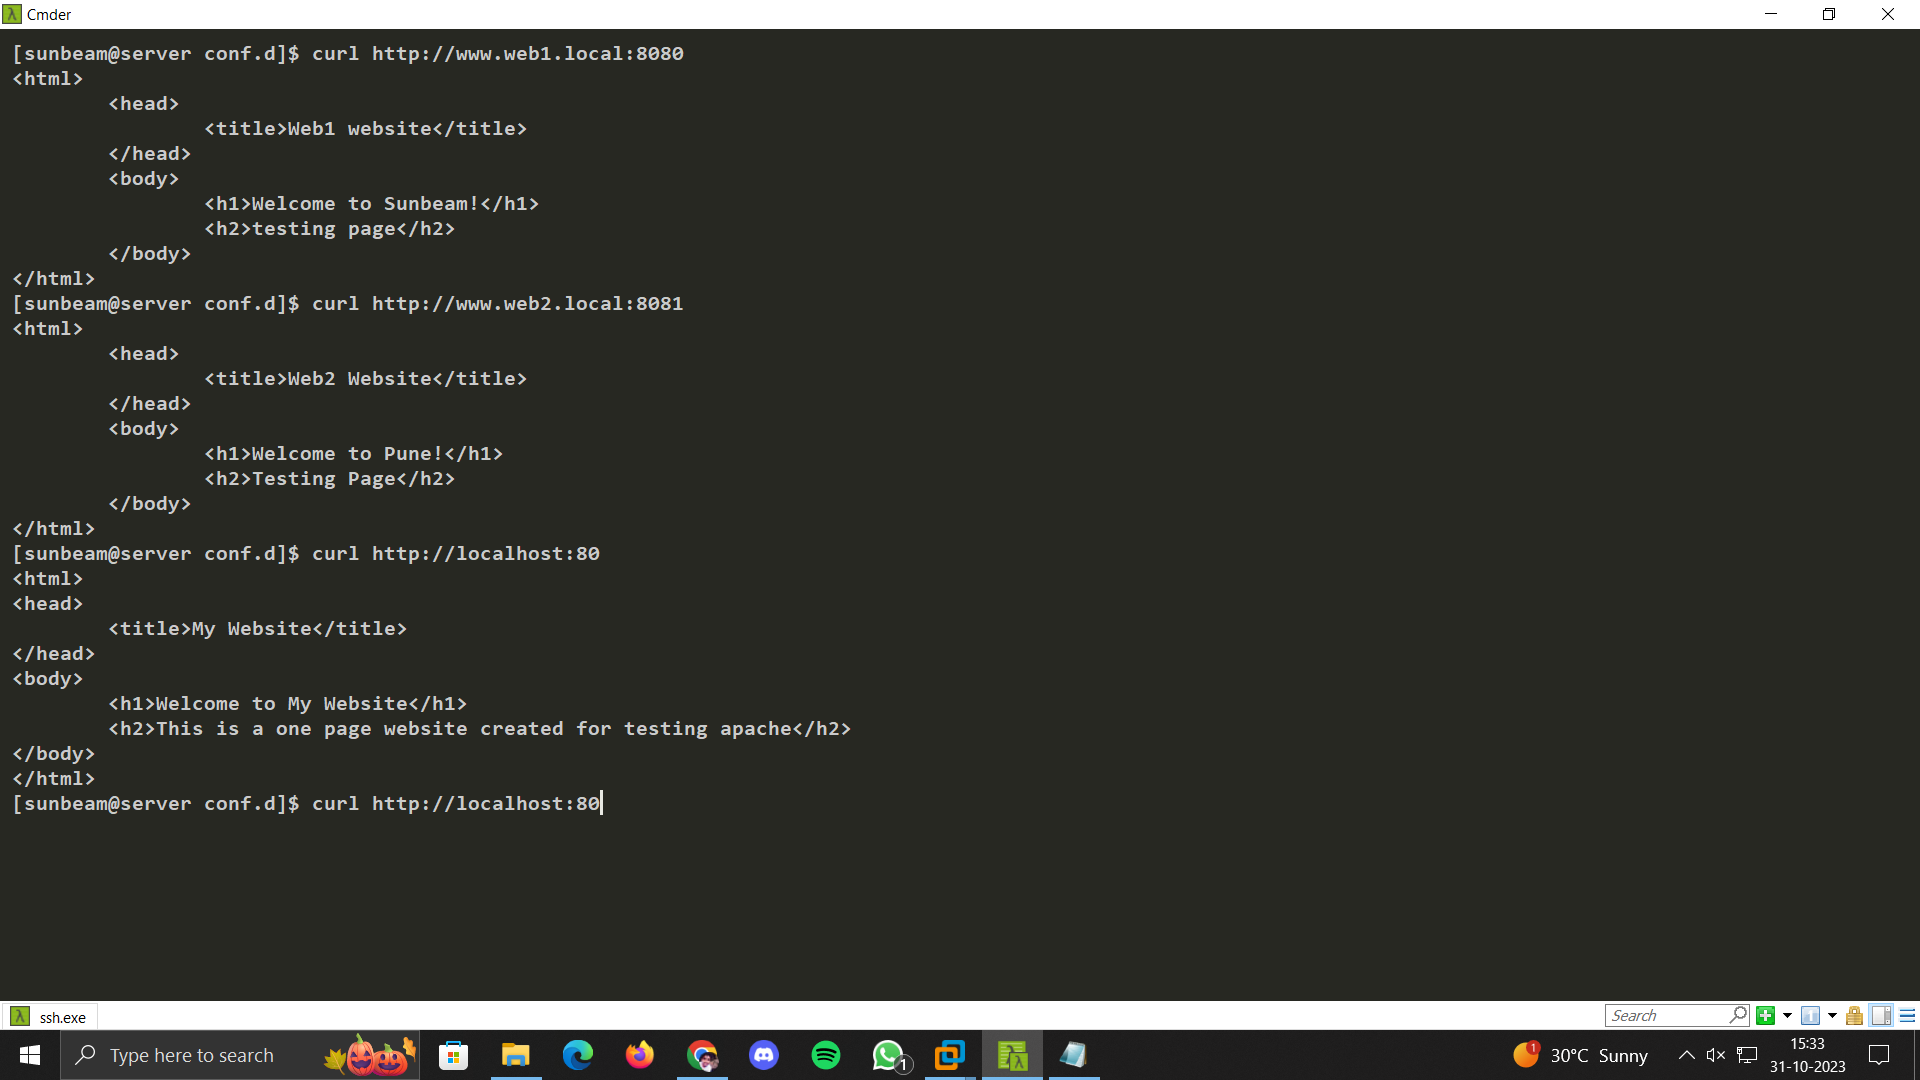 Cmder
[sunbeam@server conf.d]$ curl http://www.web1.local:8080
<html>
        <head>
                <title>Web1 website</title>
        </head>
        <body>
                <h1>Welcome to Sunbeam!</h1>
                <h2>testing page</h2>
        </body>
</html>
[sunbeam@server conf.d]$ curl http://www.web2.local:8081
<html>
        <head>
                <title>Web2 Website</title>
        </head>
        <body>
                <h1>Welcome to Pune!</h1>
                <h2>Testing Page</h2>
        </body>
</html>
[sunbeam@server conf.d]$ curl http://localhost:80
<html>
<head>
        <title>My Website</title>
</head>
<body>
        <h1>Welcome to My Website</h1>
        <h2>This is a one page website created for testing apache</h2>
</body>
</html>
[sunbeam@server conf.d]$ curl http://localhost:80
ssh.exe
Search
Type here to search
1
1
30°C Sunny
15:33
31-10-2023